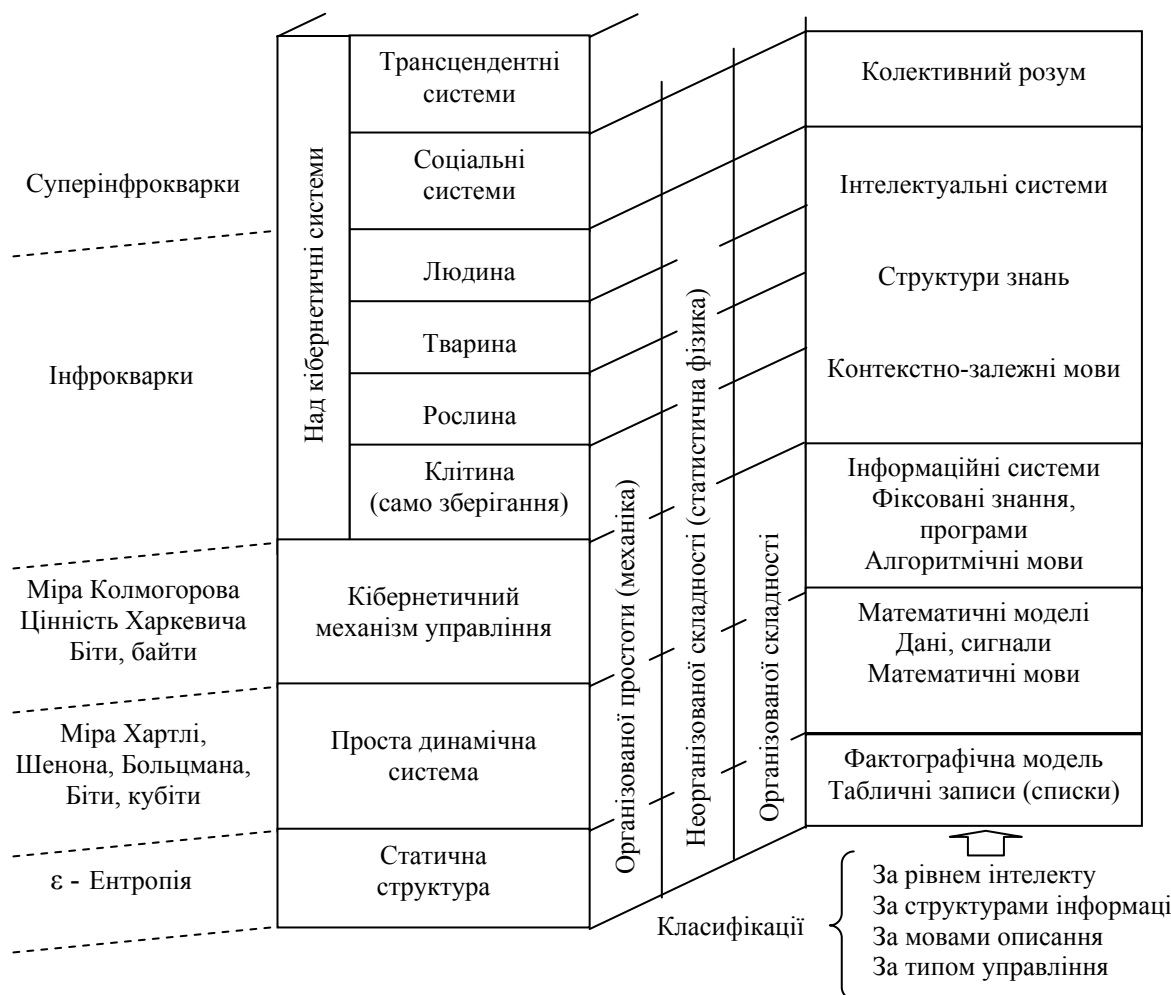 Суперінфрокварки
Інфрокварки
Міра Колмогорова
Цінність Харкевича
Біти, байти
Міра Хартлі,
Шенона, Больцмана,
Біти, кубіти
ε - Ентропія
Над кібернетичні системи
Трансцендентні
системи
Соціальні
системи
Людина
Тварина
Рослина
Клітина
(само зберігання)
Кібернетичний
механізм управління
Проста динамічна
система
Статична
структура
Організованої простоти (механіка)
Неорганізованої складності (статистична фізика)
Організованої складності
Колективний розум
Інтелектуальні системи
Структури знань
Контекстно-залежні мови
Інформаційні системи
Фіксовані знання,
програми
Алгоритмічні мови
Математичні моделі
Дані, сигнали
Математичні мови
Фактографічна модель
Табличні записи (списки)
Класифікації
За рівнем інтелекту
За структурами інформаці
За мовами описання
За типом управління